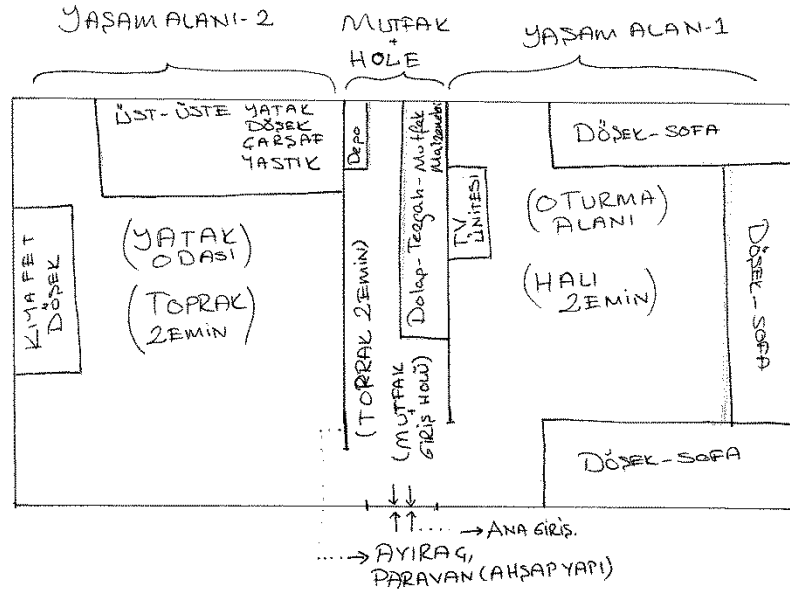 YAŞAM ALANI-2
MUTFAK
+
HOLE
YAŞAM ALAN-1
ÜST-ÜSTE YATAK
DÖŞEK
ÇARŞAF
YASTIK
KIYAFET
DÖŞEK
(YATAK
ODASI)
(TOPRAK
ZEMİN)
Depo
(TOPRAK ZEMİN)
Dolap-Tezgah-Mutfak
Malzemeleri
(MUTFAK
+
GİRİŞ HOLÜ)
TV
ÜNİTESİ
DÖŞEK-SOFA
(OTURMA
ALANI)
(HALI
ZEMİN)
DÖŞEK-SOFA
DÖŞEK-SOFA
→ ANA GİRİŞ.
→ AYIRAÇ,
PARAVAN (AHŞAP YAPI)